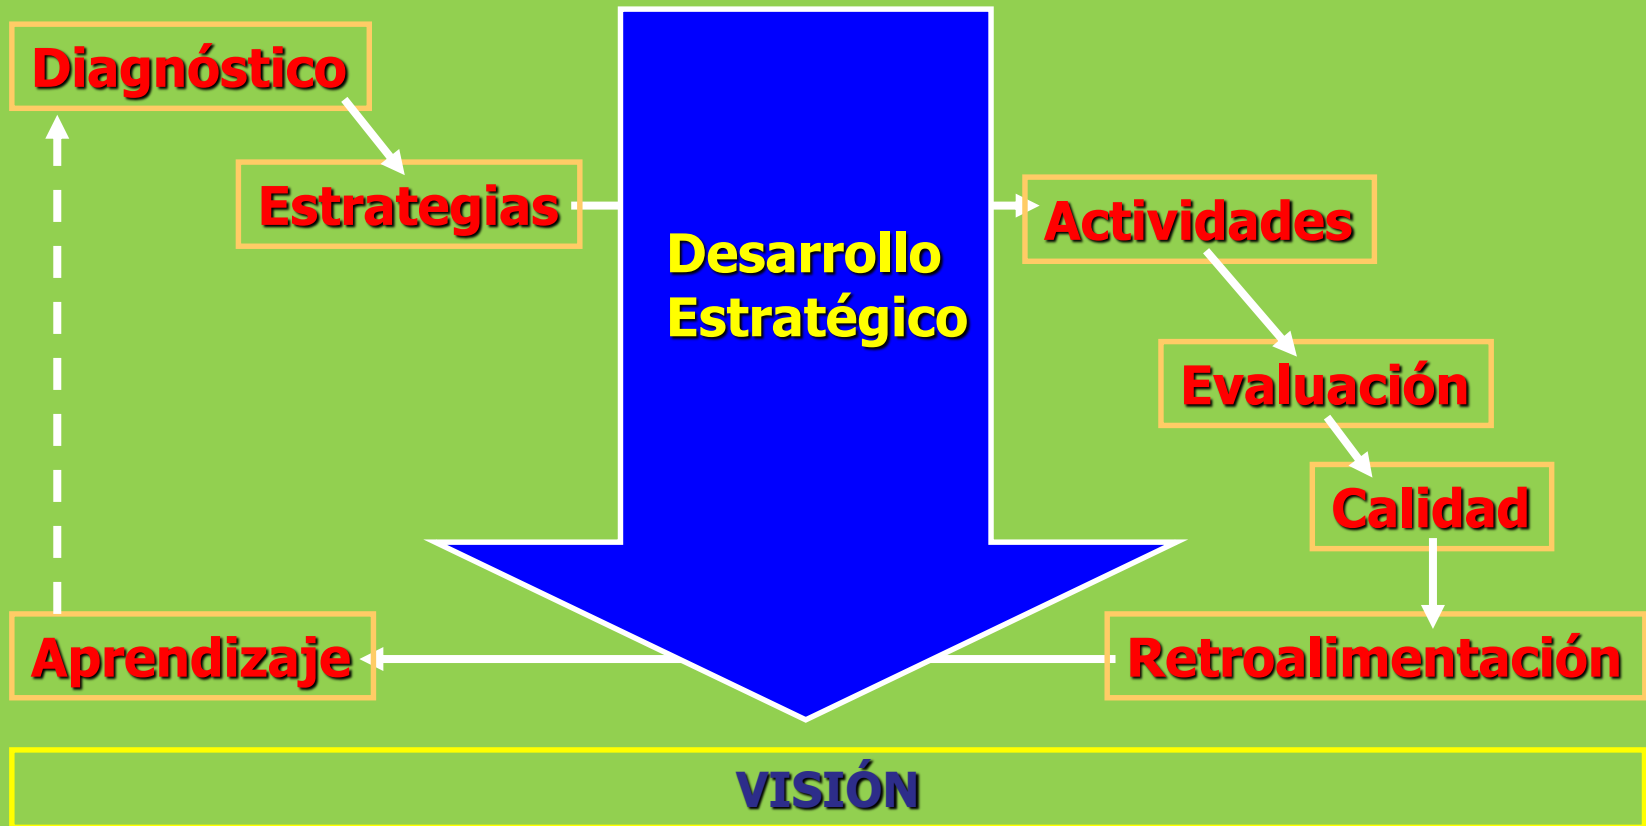 Diagnóstico
Estrategias
Desarrollo
Estratégico
Actividades
Evaluación
Calidad
Retroalimentación
Aprendizaje
VISIÓN